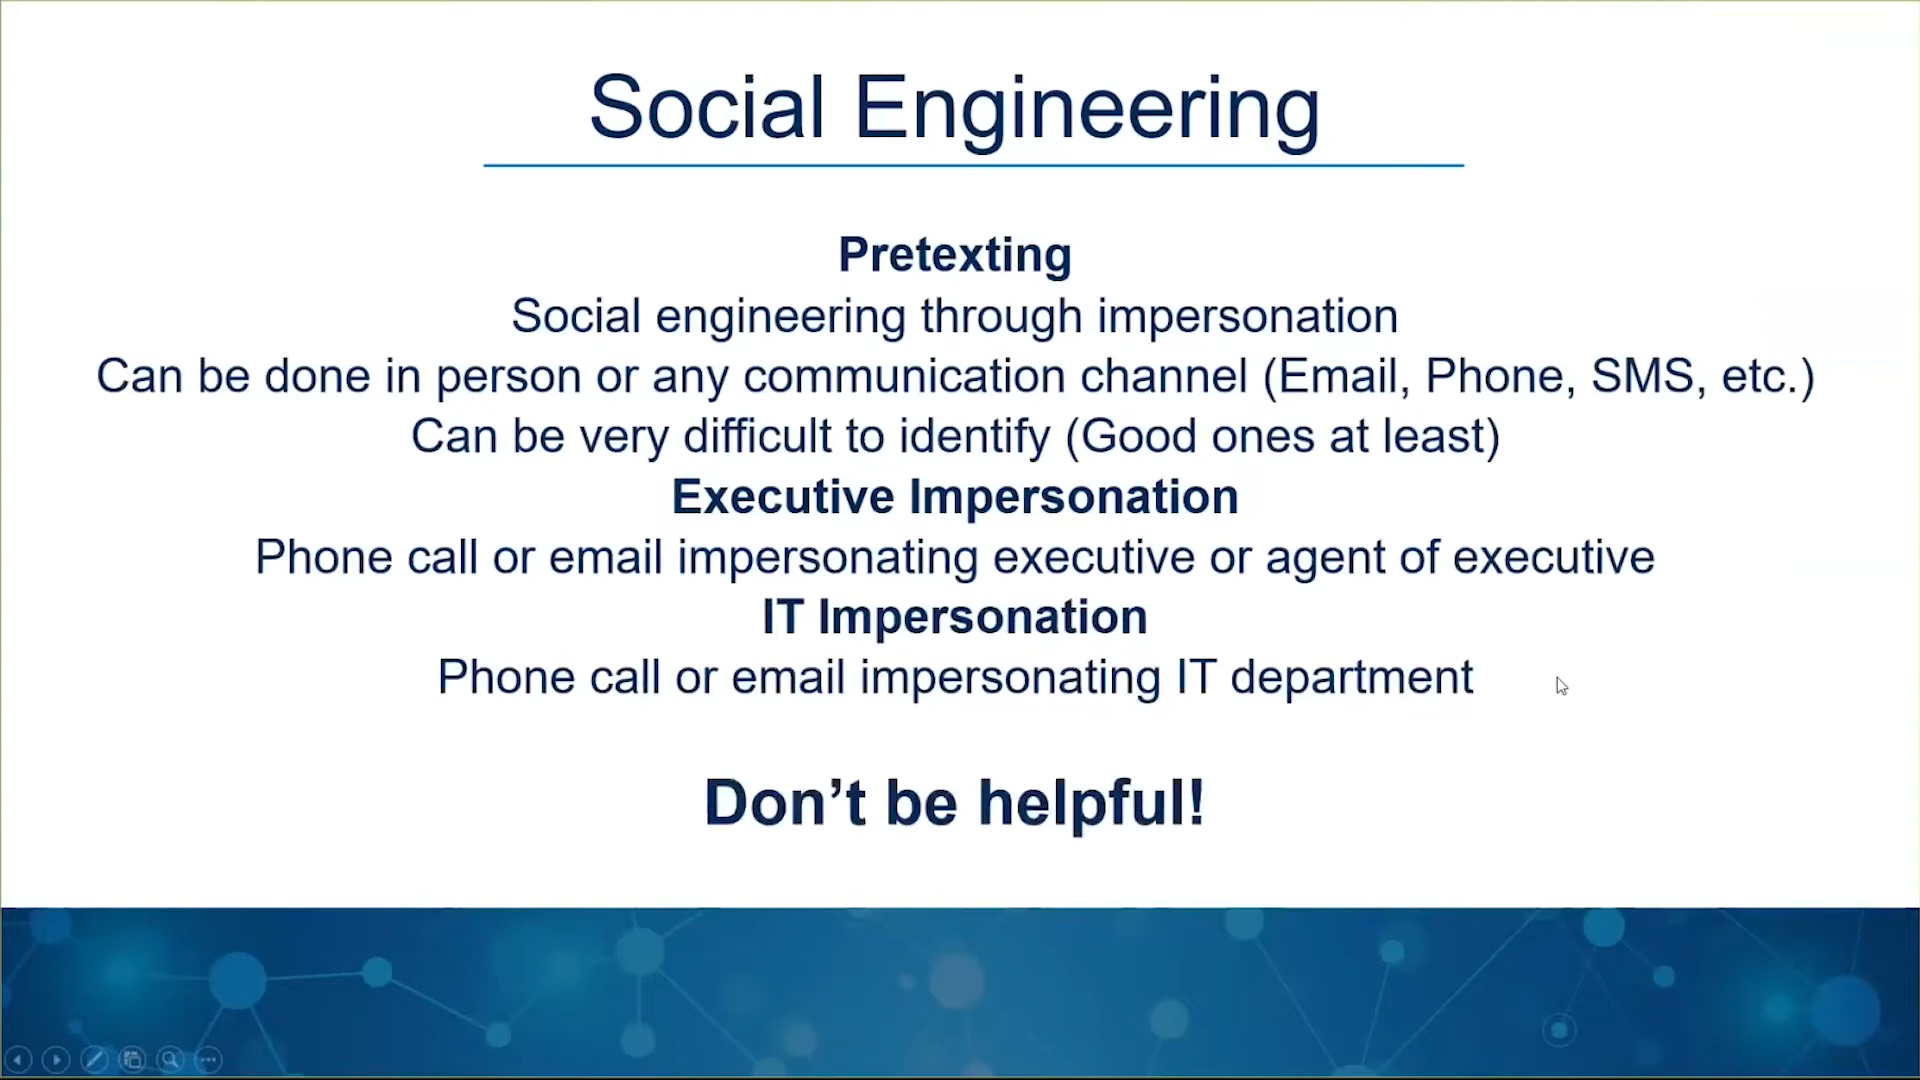 Social Engineering
Pretexting
Social engineering through impersonation
Can be done in person or any communication channel (Email, Phone, SMS, etc.)
Can be very difficult to identify (Good ones at least)
Executive Impersonation
Phone call or email impersonating executive or agent of executive
IT Impersonation
Phone call or email impersonating IT department
Don’t be helpful!